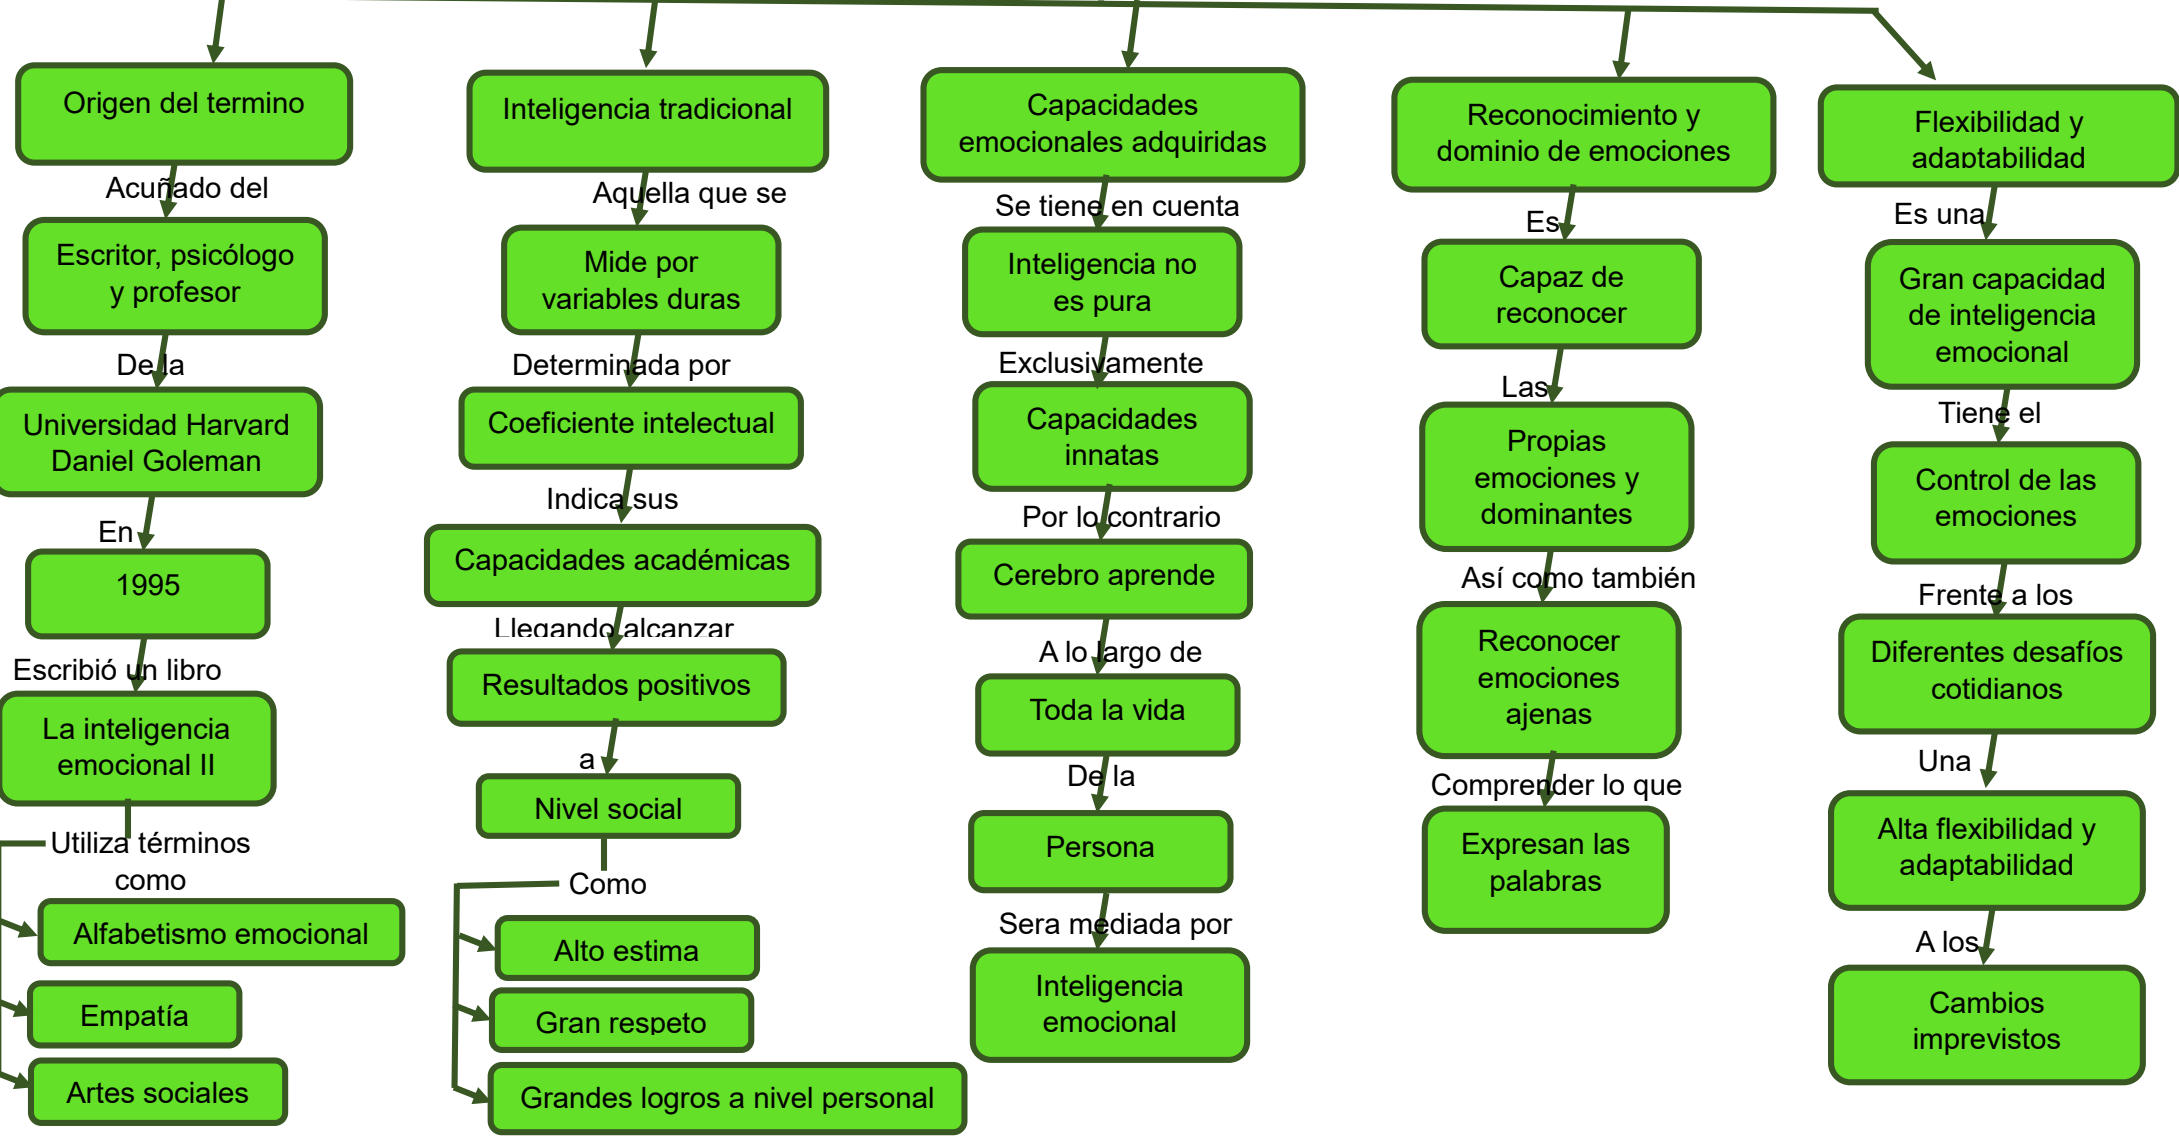 Origen del termino
Acuñado del
Escritor, psicólogo
y profesor
De la
Universidad Harvard
Daniel Goleman
En
1995
Escribió un libro
La inteligencia
emocional II
Utiliza términos
como
Alfabetismo emocional
Empatía
Artes sociales
Inteligencia tradicional
Aquella que se
Mide por
variables duras
Determinada por
Coeficiente intelectual
Indica sus
Capacidades académicas
Llegando alcanzar
Resultados positivos
a
Nivel social
Como
Alto estima
Gran respeto
Grandes logros a nivel personal
Capacidades
emocionales adquiridas
Se tiene en cuenta
Inteligencia no
es pura
Exclusivamente
Capacidades
innatas
Por lo contrario
Cerebro aprende
A lo largo de
Toda la vida
De la
Persona
Sera mediada por
Inteligencia
emocional
Reconocimiento y
dominio de emociones
Es
Capaz de
reconocer
Las
Propias
emociones y
dominantes
Así como también
Reconocer
emociones
ajenas
Comprender lo que
Expresan las
palabras
Flexibilidad y
adaptabilidad
Es una
Gran capacidad
de inteligencia
emocional
Tiene el
Control de las
emociones
Frente a los
Diferentes desafíos
cotidianos
Una
Alta flexibilidad y
adaptabilidad
A los
Cambios
imprevistos